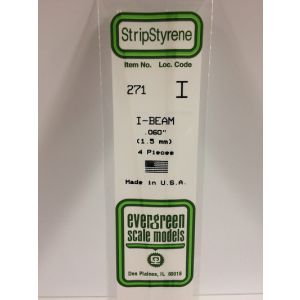 StripStyrene
Item No. Loc. Code
271 I
I-BEAM
.060"
(1.5 mm)
4 Pieces
Made in U.S.A.
evergreen
scale models
Des Plaines, IL 60018